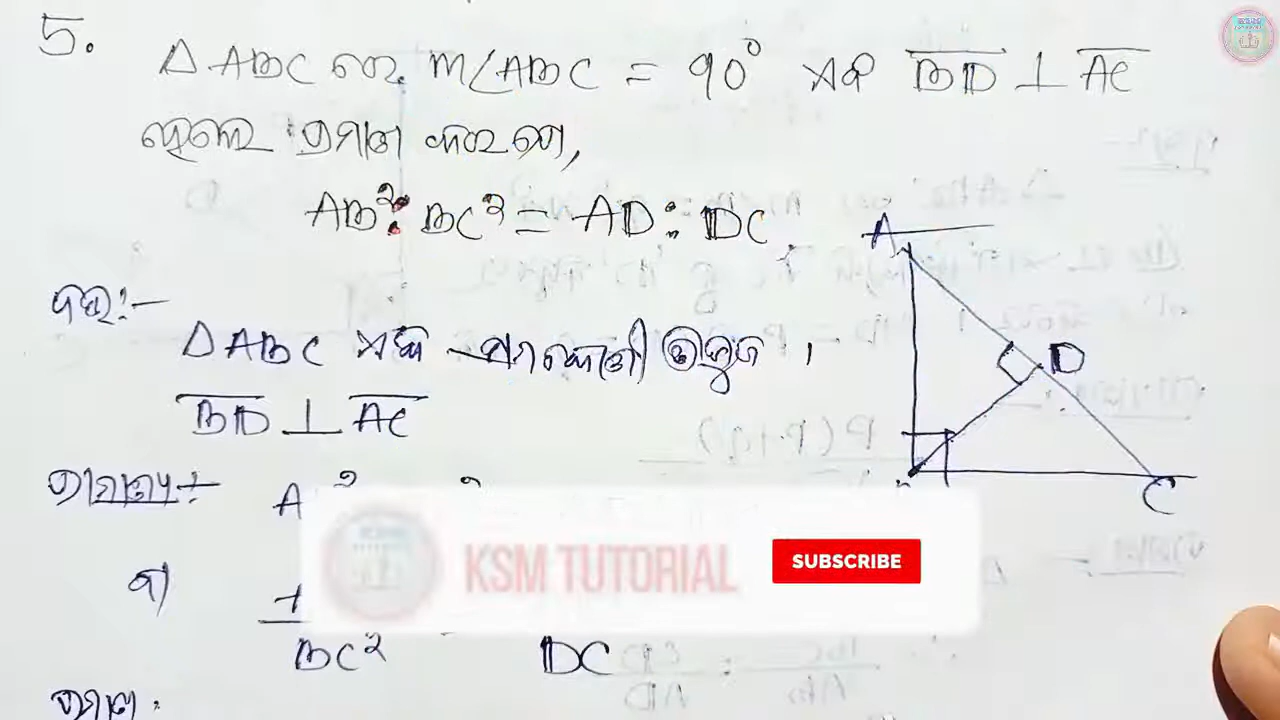 5. Δ ABC ରେ m∠ABC = 90° ଏବଂ BD ⊥ AC
ହେଲେ ପ୍ରମାଣ କର ଯେ,
AB² : BC² = AD : DC
ଦତ୍ତ :-
Δ ABC ଏକ ସମକୋଣୀ ତ୍ରିଭୁଜ ।
BD ⊥ AC
ପ୍ରାମାଣ୍ୟ :-
ବା
BC² DC
ପ୍ରମାଣ :
A
D
C
KSM TUTORIAL
SUBSCRIBE